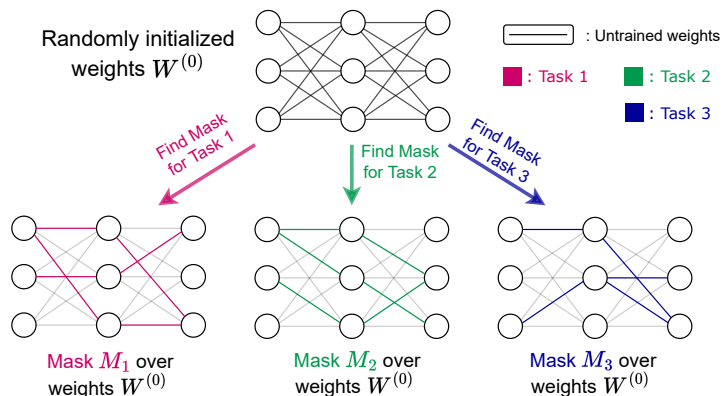 Randomly initialized
weights W^(0)
: Untrained weights
: Task 1
: Task 2
: Task 3
Find Mask
for Task 1
Find Mask
for Task 2
Find Mask
for Task 3
Mask M_1 over
weights W^(0)
Mask M_2 over
weights W^(0)
Mask M_3 over
weights W^(0)